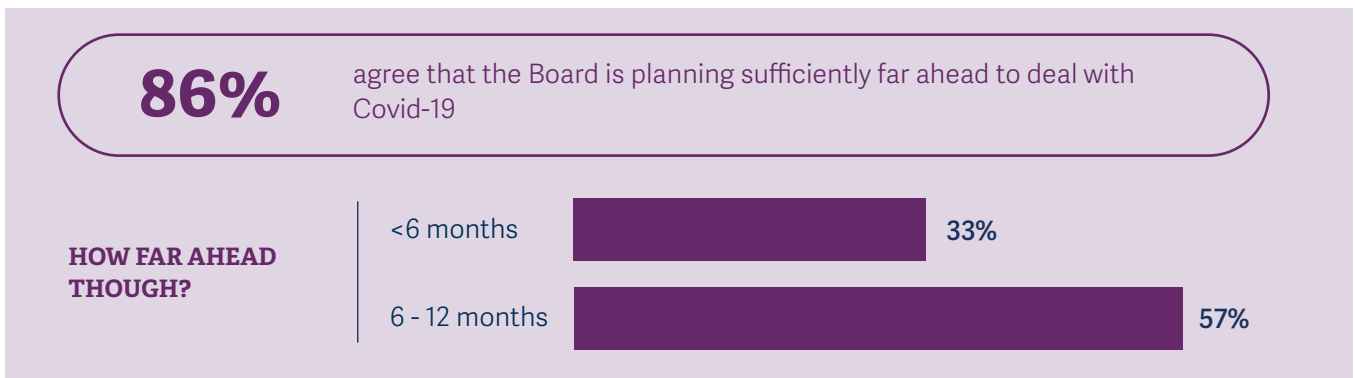 86%
agree that the Board is planning sufficiently far ahead to deal with
Covid-19
HOW FAR AHEAD
THOUGH?
<6 months
33%
6 - 12 months
57%